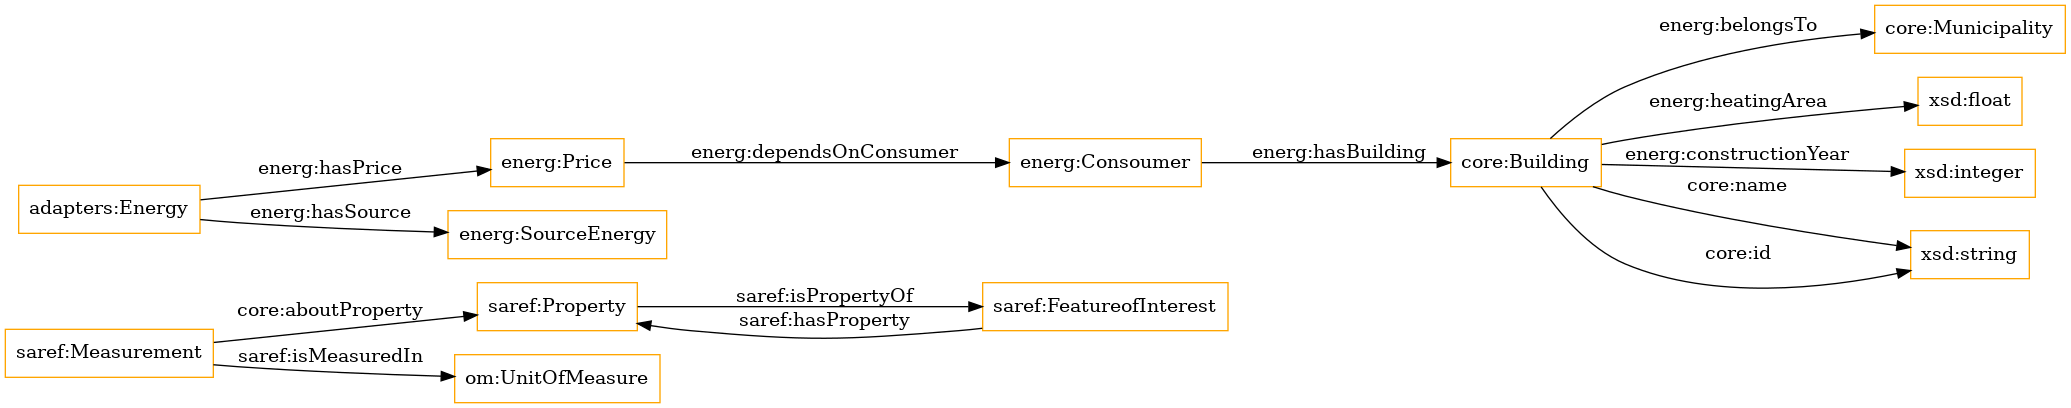 energ:belongsTo
core:Municipality
energ:heatingArea
xsd:float
energ:hasPrice
energ:Price
energ:dependsOnConsumer
energ:Consoumer
energ:hasBuilding
core:Building
energ:constructionYear
xsd:integer
core:name
adapters:Energy
energ:hasSource
energ:SourceEnergy
core:id
xsd:string
core:aboutProperty
saref:Property
saref:isPropertyOf
saref:hasProperty
saref:FeatureofInterest
saref:Measurement
saref:isMeasuredIn
om:UnitOfMeasure